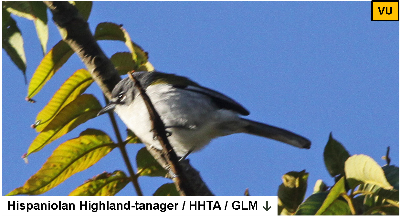 VU
Hispaniolan Highland-tanager / HHTA / GLM ↓